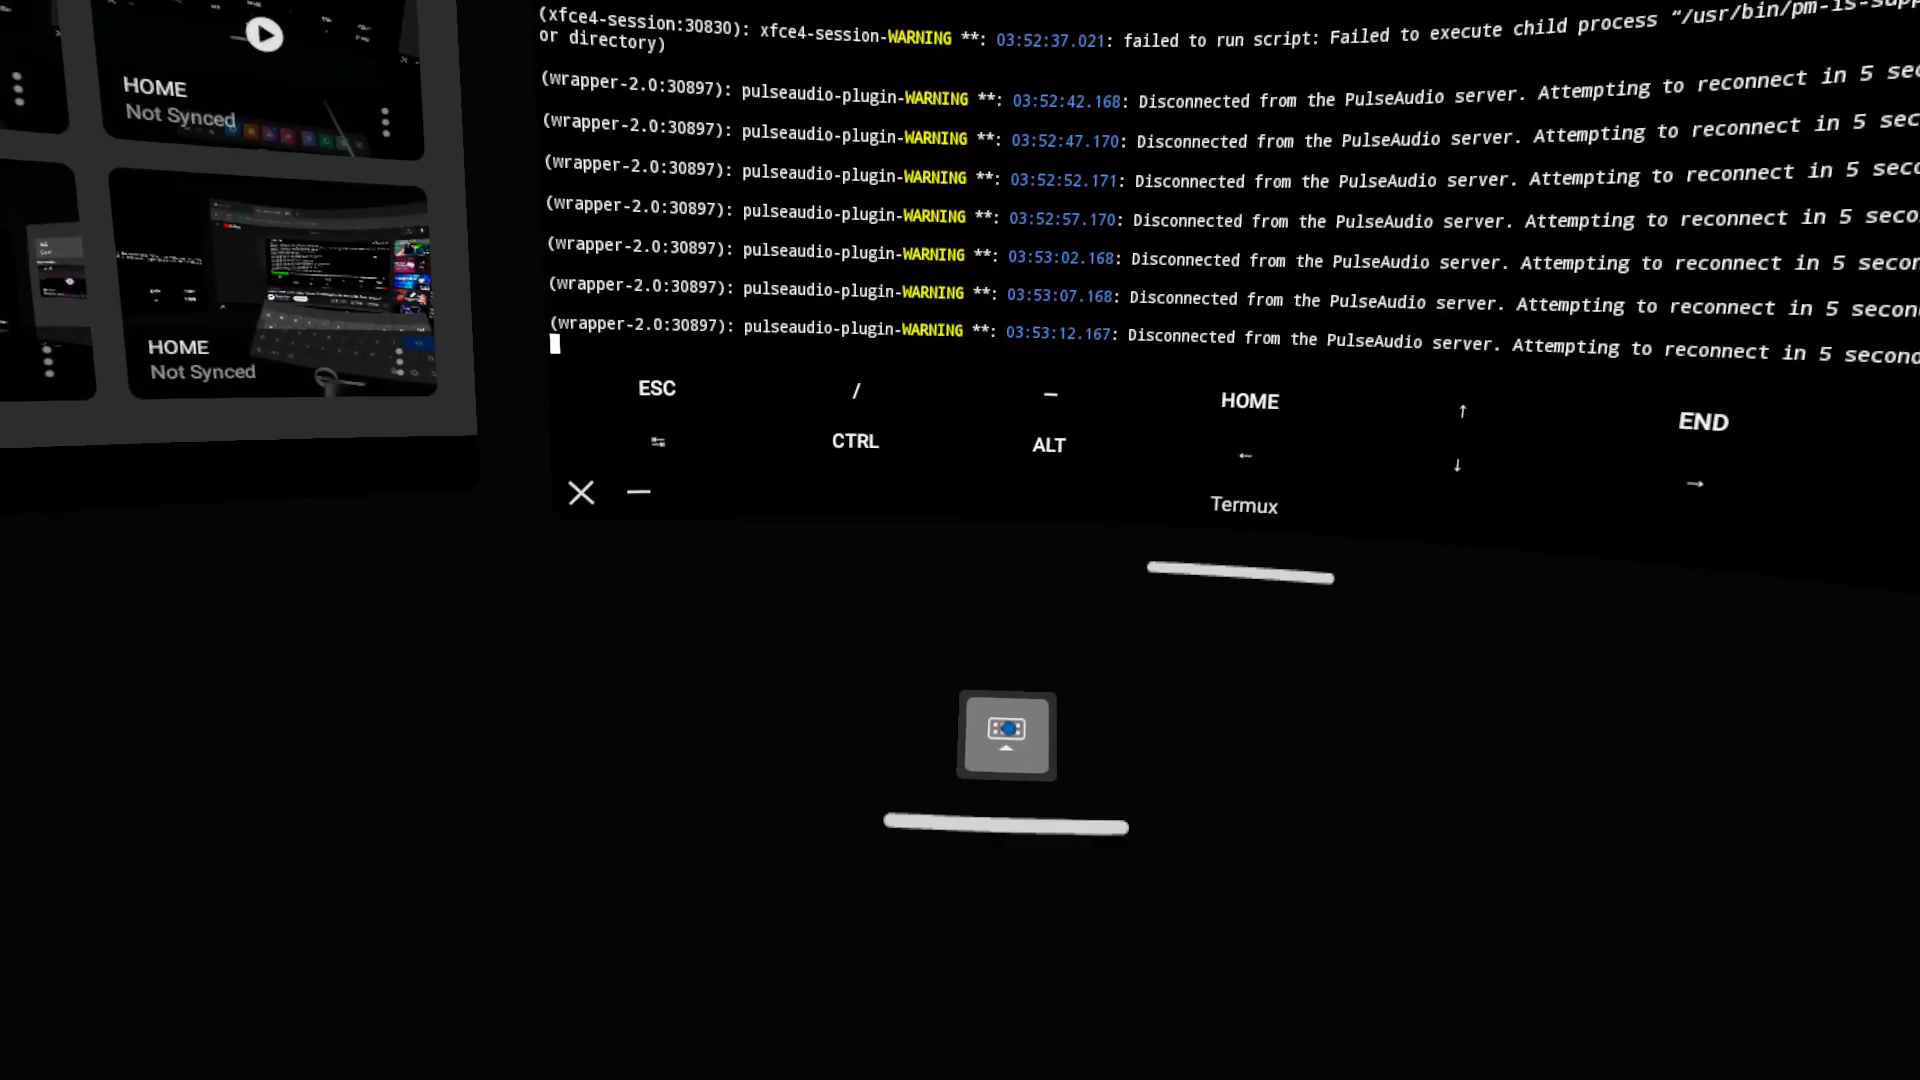 HOME
Not Synced
HOME
Not Synced
(xfce4-session:30830): xfce4-session-WARNING **: 03:52:37.021: failed to run script: Failed to execute child process “/usr/bin/pm-is-supp
or directory)
(wrapper-2.0:30897): pulseaudio-plugin-WARNING **: 03:52:42.168: Disconnected from the PulseAudio server. Attempting to reconnect in 5 sec
(wrapper-2.0:30897): pulseaudio-plugin-WARNING **: 03:52:47.170: Disconnected from the PulseAudio server. Attempting to reconnect in 5 sec
(wrapper-2.0:30897): pulseaudio-plugin-WARNING **: 03:52:52.171: Disconnected from the PulseAudio server. Attempting to reconnect in 5 seco
(wrapper-2.0:30897): pulseaudio-plugin-WARNING **: 03:52:57.170: Disconnected from the PulseAudio server. Attempting to reconnect in 5 seco
(wrapper-2.0:30897): pulseaudio-plugin-WARNING **: 03:53:02.168: Disconnected from the PulseAudio server. Attempting to reconnect in 5 secon
(wrapper-2.0:30897): pulseaudio-plugin-WARNING **: 03:53:07.168: Disconnected from the PulseAudio server. Attempting to reconnect in 5 secon
(wrapper-2.0:30897): pulseaudio-plugin-WARNING **: 03:53:12.167: Disconnected from the PulseAudio server. Attempting to reconnect in 5 second
ESC / — HOME ↑ END
⇆ CTRL ALT ← ↓ →
Termux